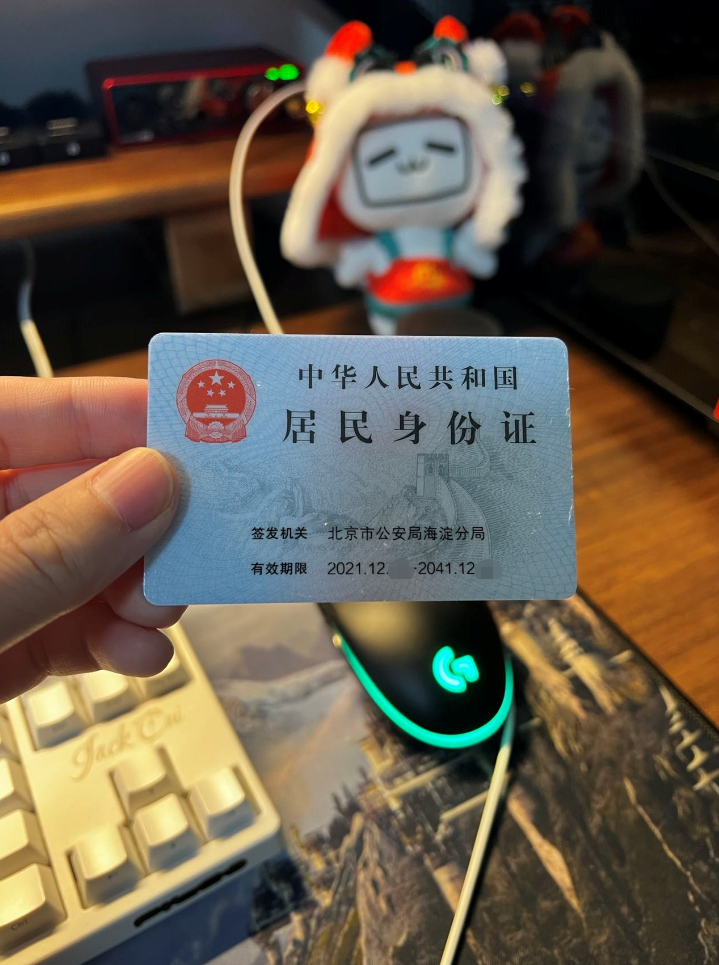 中华人民共和国
居民身份证
签发机关 北京市公安局海淀分局
有效期限 2021.12. -2041.12
Jack Cui
Ctrl